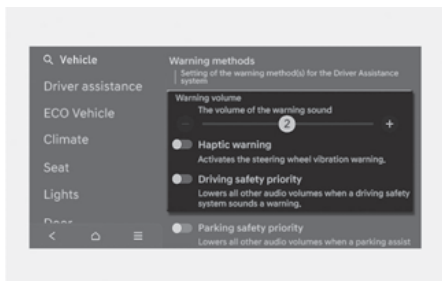 Vehicle
Driver assistance
ECO Vehicle
Climate
Seat
Lights
Door
Warning methods
Setting of the warning method(s) for the Driver Assistance
system
Warning volume
The volume of the warning sound
2
Haptic warning
Activates the steering wheel vibration warning.
Driving safety priority
Lowers all other audio volumes when a driving safety
system sounds a warning.
Parking safety priority
Lowers all other audio volumes when a parking assist